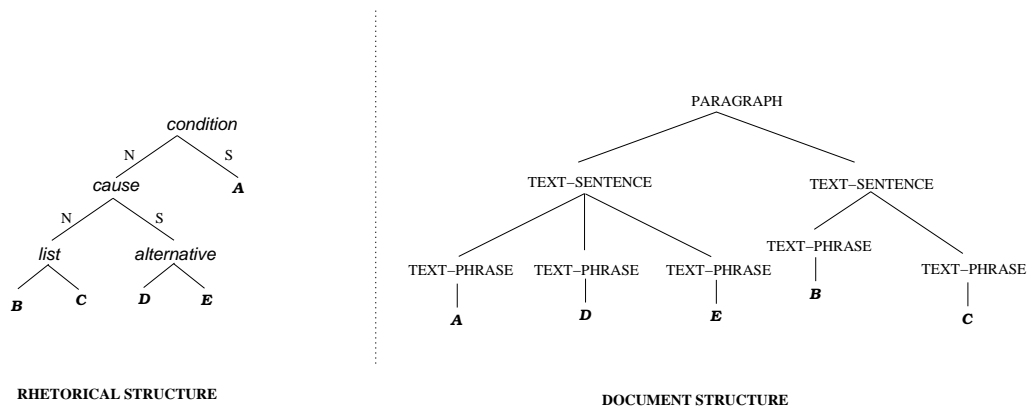 condition
N S
cause A
N S
list alternative
B C D E
RHETORICAL STRUCTURE
PARAGRAPH
TEXT–SENTENCE TEXT–SENTENCE
TEXT–PHRASE TEXT–PHRASE TEXT–PHRASE TEXT–PHRASE TEXT–PHRASE
A D E B C
DOCUMENT STRUCTURE